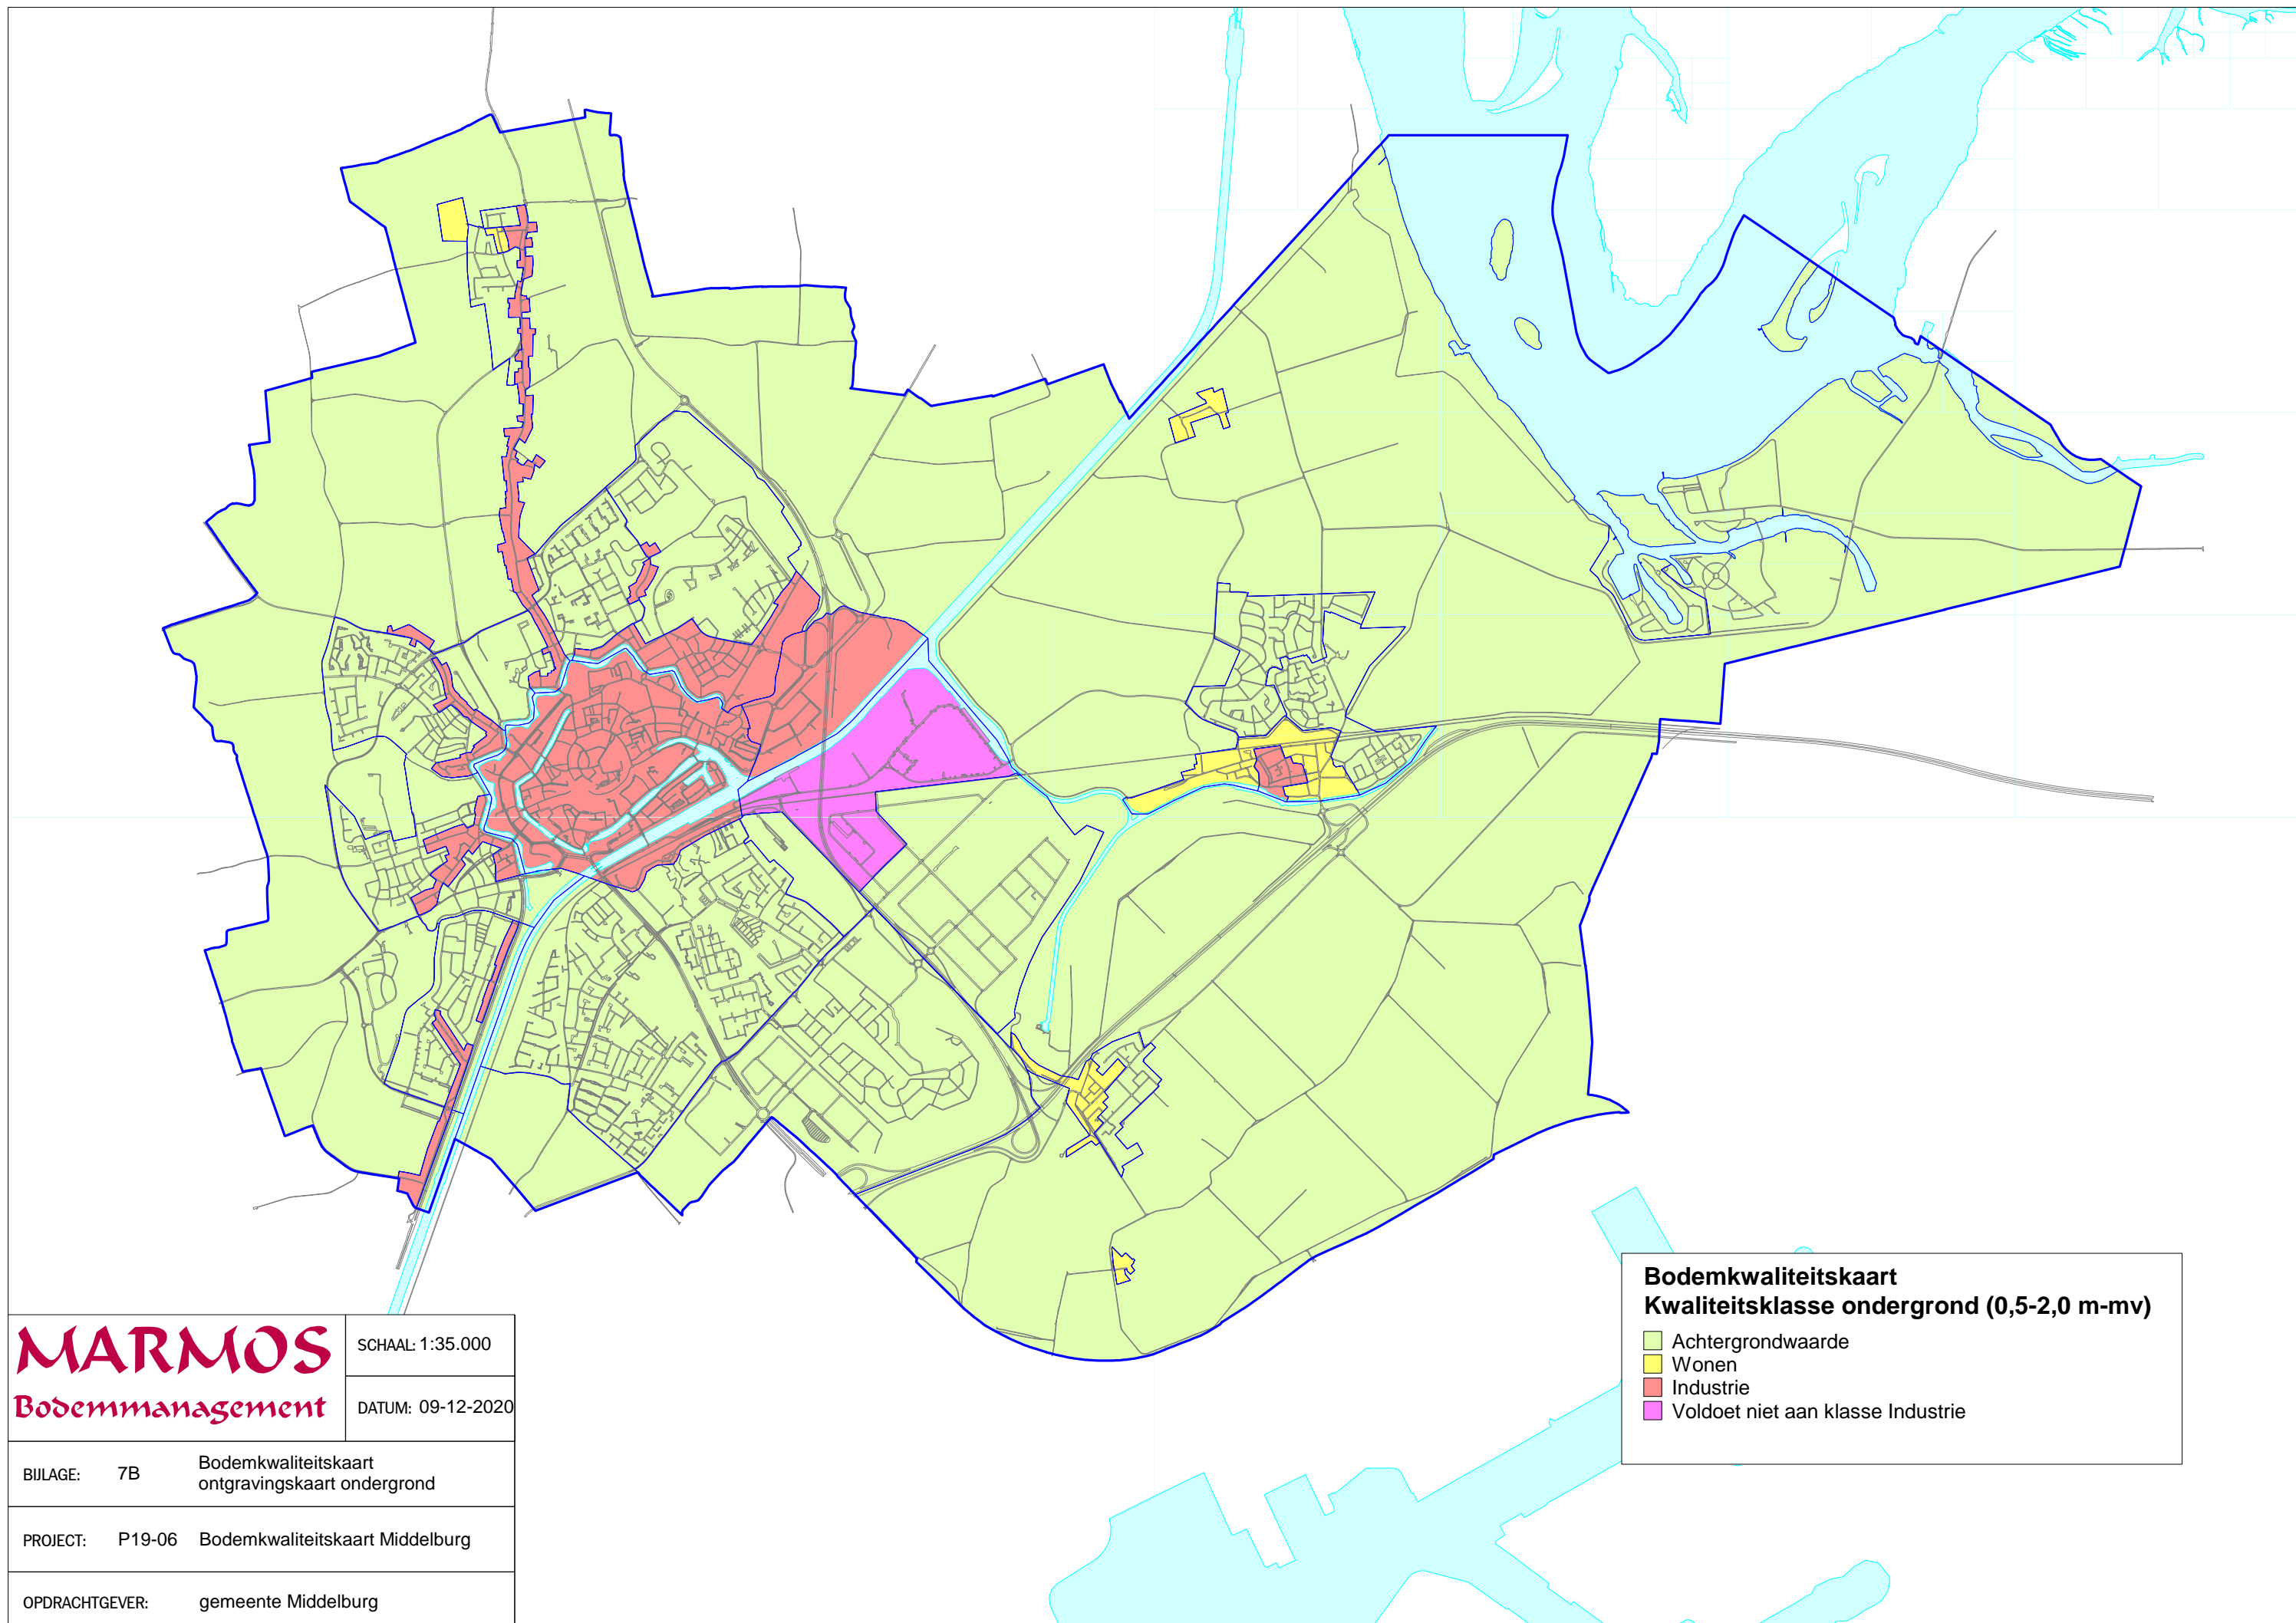 Bodemkwaliteitskaart
Kwaliteitsklasse ondergrond (0,5-2,0 m-mv)
Achtergrondwaarde
Wonen
Industrie
Voldoet niet aan klasse Industrie
MARMOS
Bodemmanagement
SCHAAL: 1:35.000
DATUM: 09-12-2020
BIJLAGE: 7B Bodemkwaliteitskaart
ontgravingskaart ondergrond
PROJECT: P19-06 Bodemkwaliteitskaart Middelburg
OPDRACHTGEVER: gemeente Middelburg